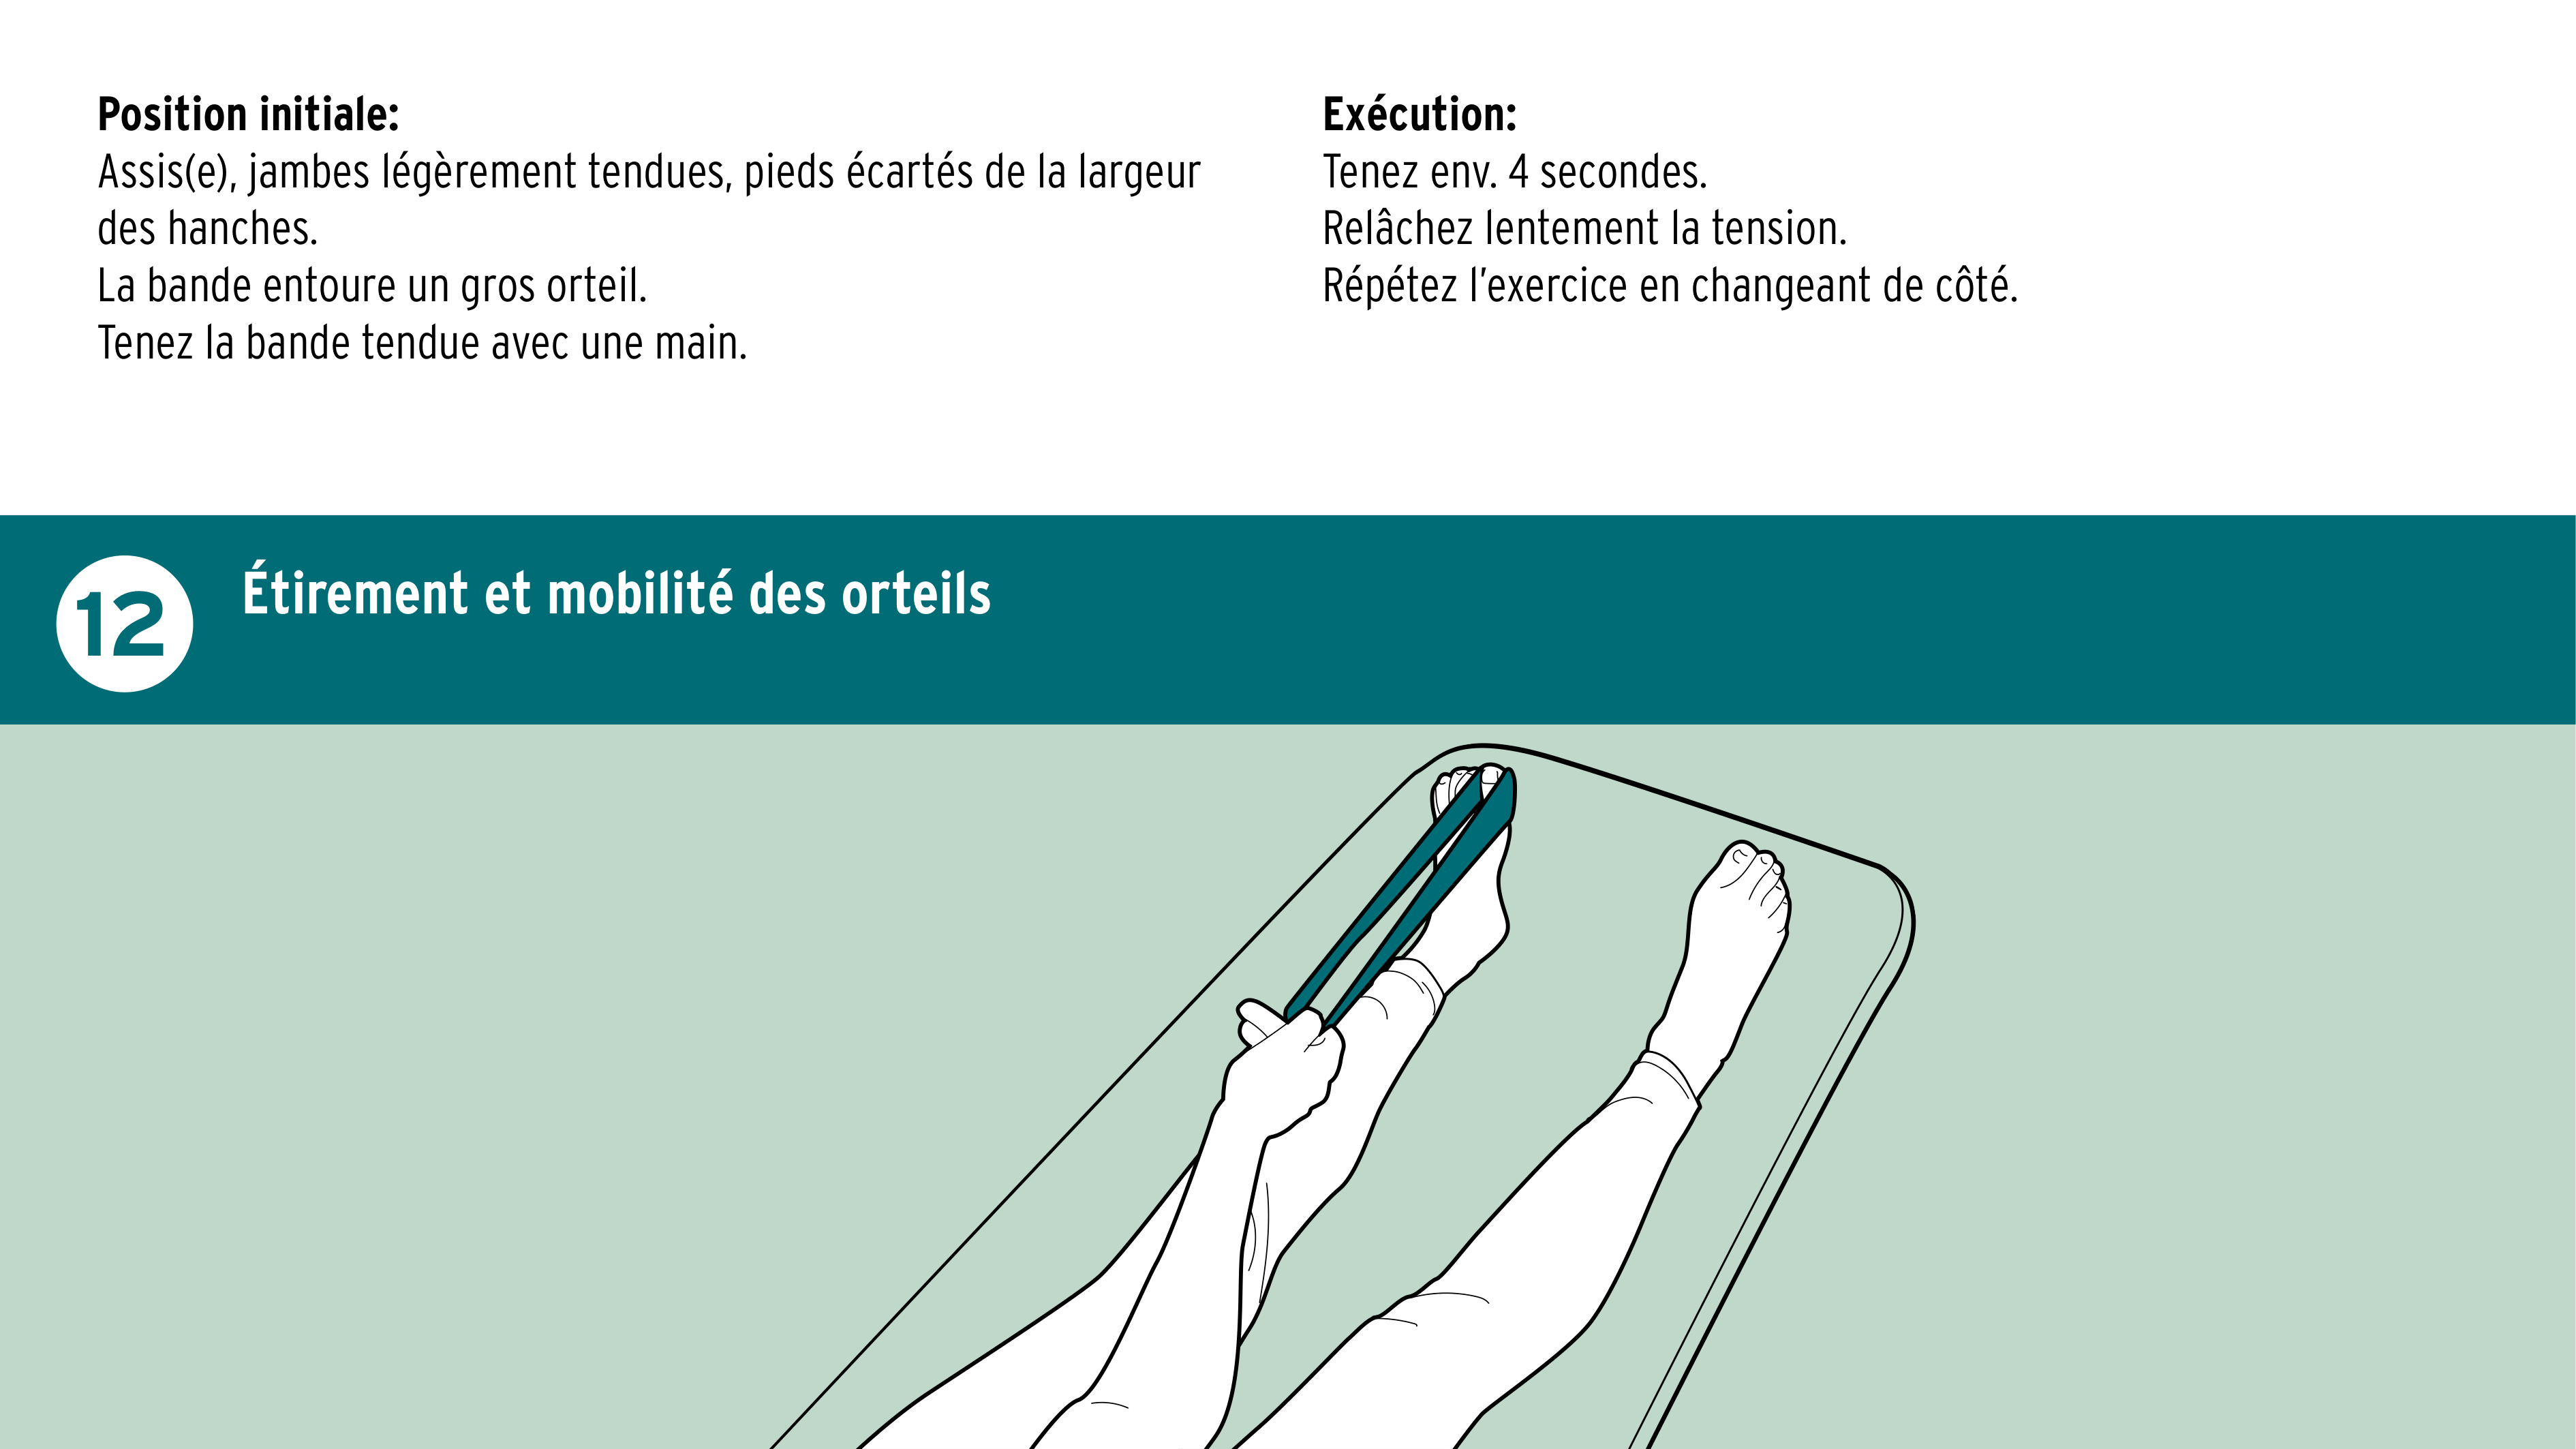 Position initiale:
Assis(e), jambes légèrement tendues, pieds écartés de la largeur
des hanches.
La bande entoure un gros orteil.
Tenez la bande tendue avec une main.
Exécution:
Tenez env. 4 secondes.
Relâchez lentement la tension.
Répétez l’exercice en changeant de côté.
12
Étirement et mobilité des orteils